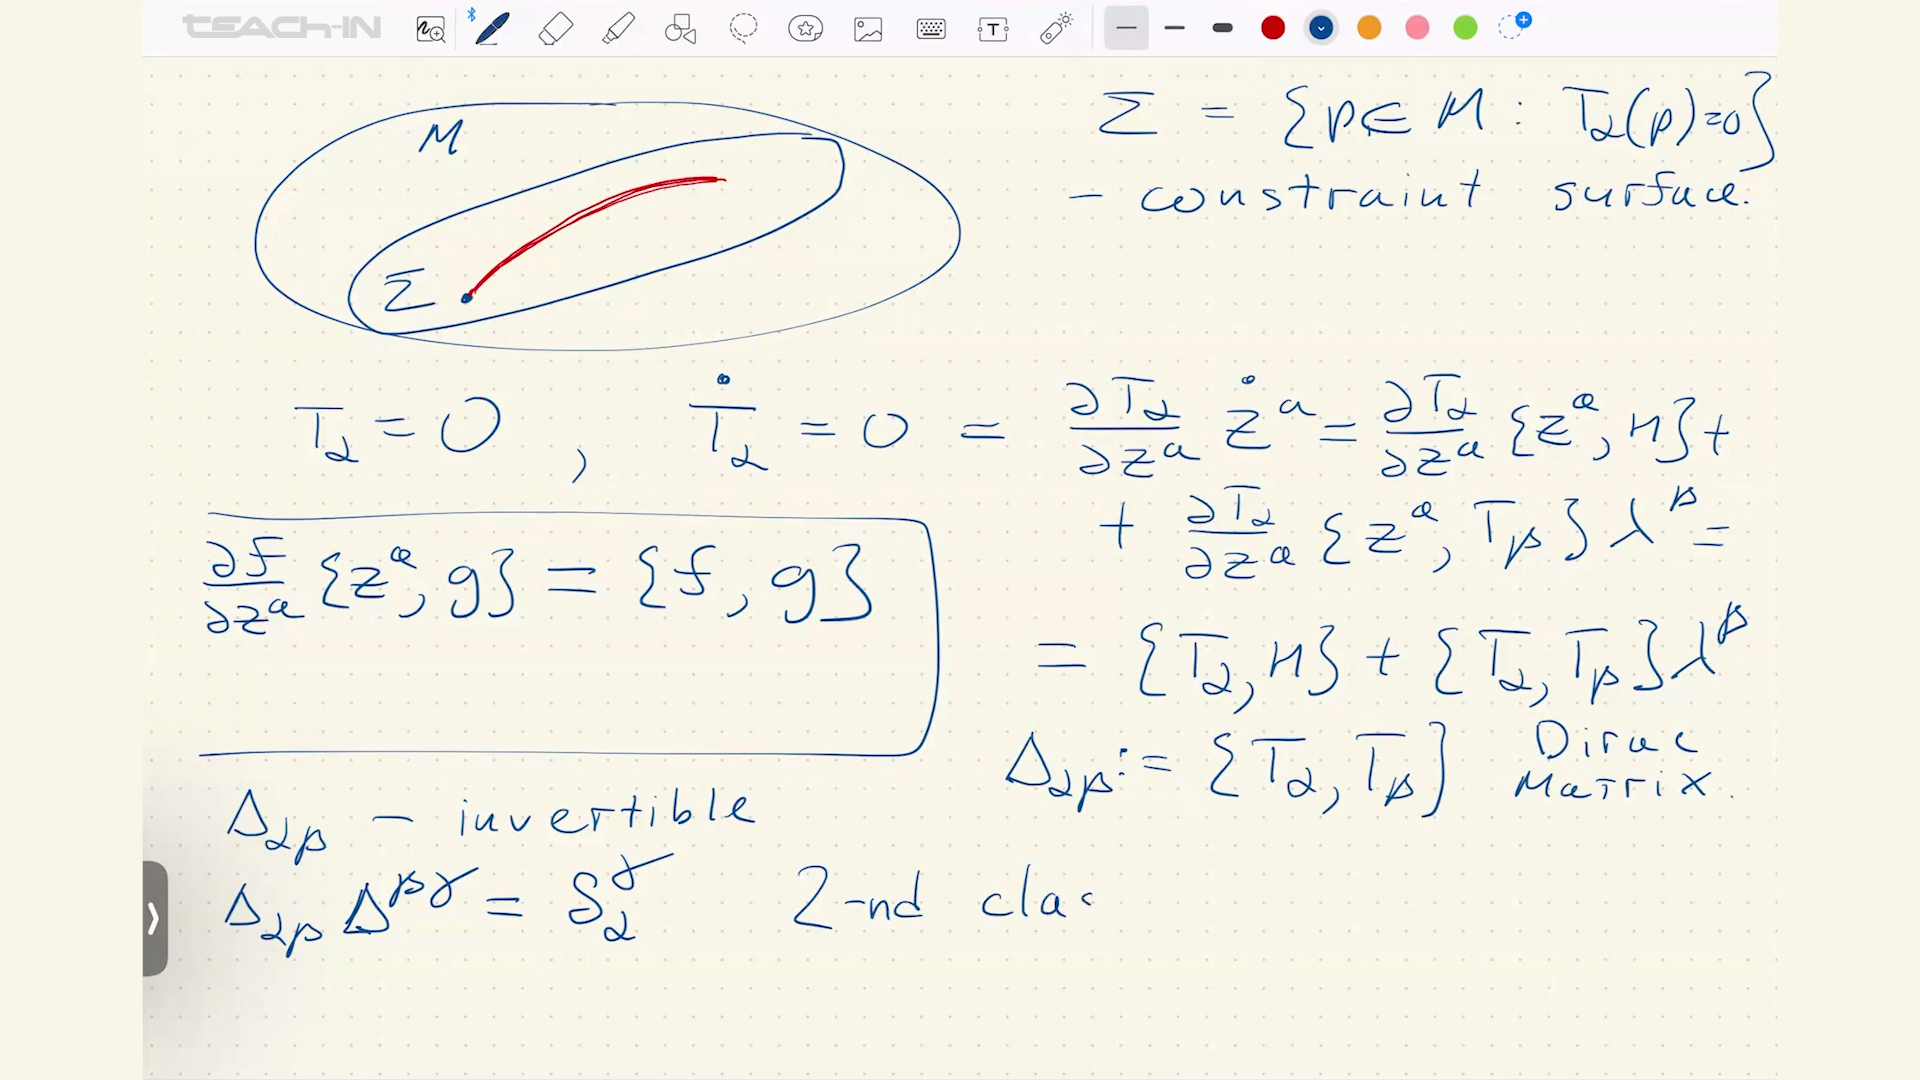 TEACH-IN
T
M
Σ
Σ = {p∈M : T_α(p)=0}
– constraint surface.
T_α = 0 , Ṫ_α = 0 = ∂T_α/∂z^a ż^a = ∂T_α/∂z^a {z^a, H} +
+ ∂T_α/∂z^a {z^a, T_β} λ^β =
∂f/∂z^a {z^a, g} = {f, g}
= {T_α, H} + {T_α, T_β} λ^β
Δ_αβ := {T_α, T_β} Dirac
Matrix.
Δ_αβ – invertible
Δ_αβ Δ^βγ = δ_α^γ 2-nd clas